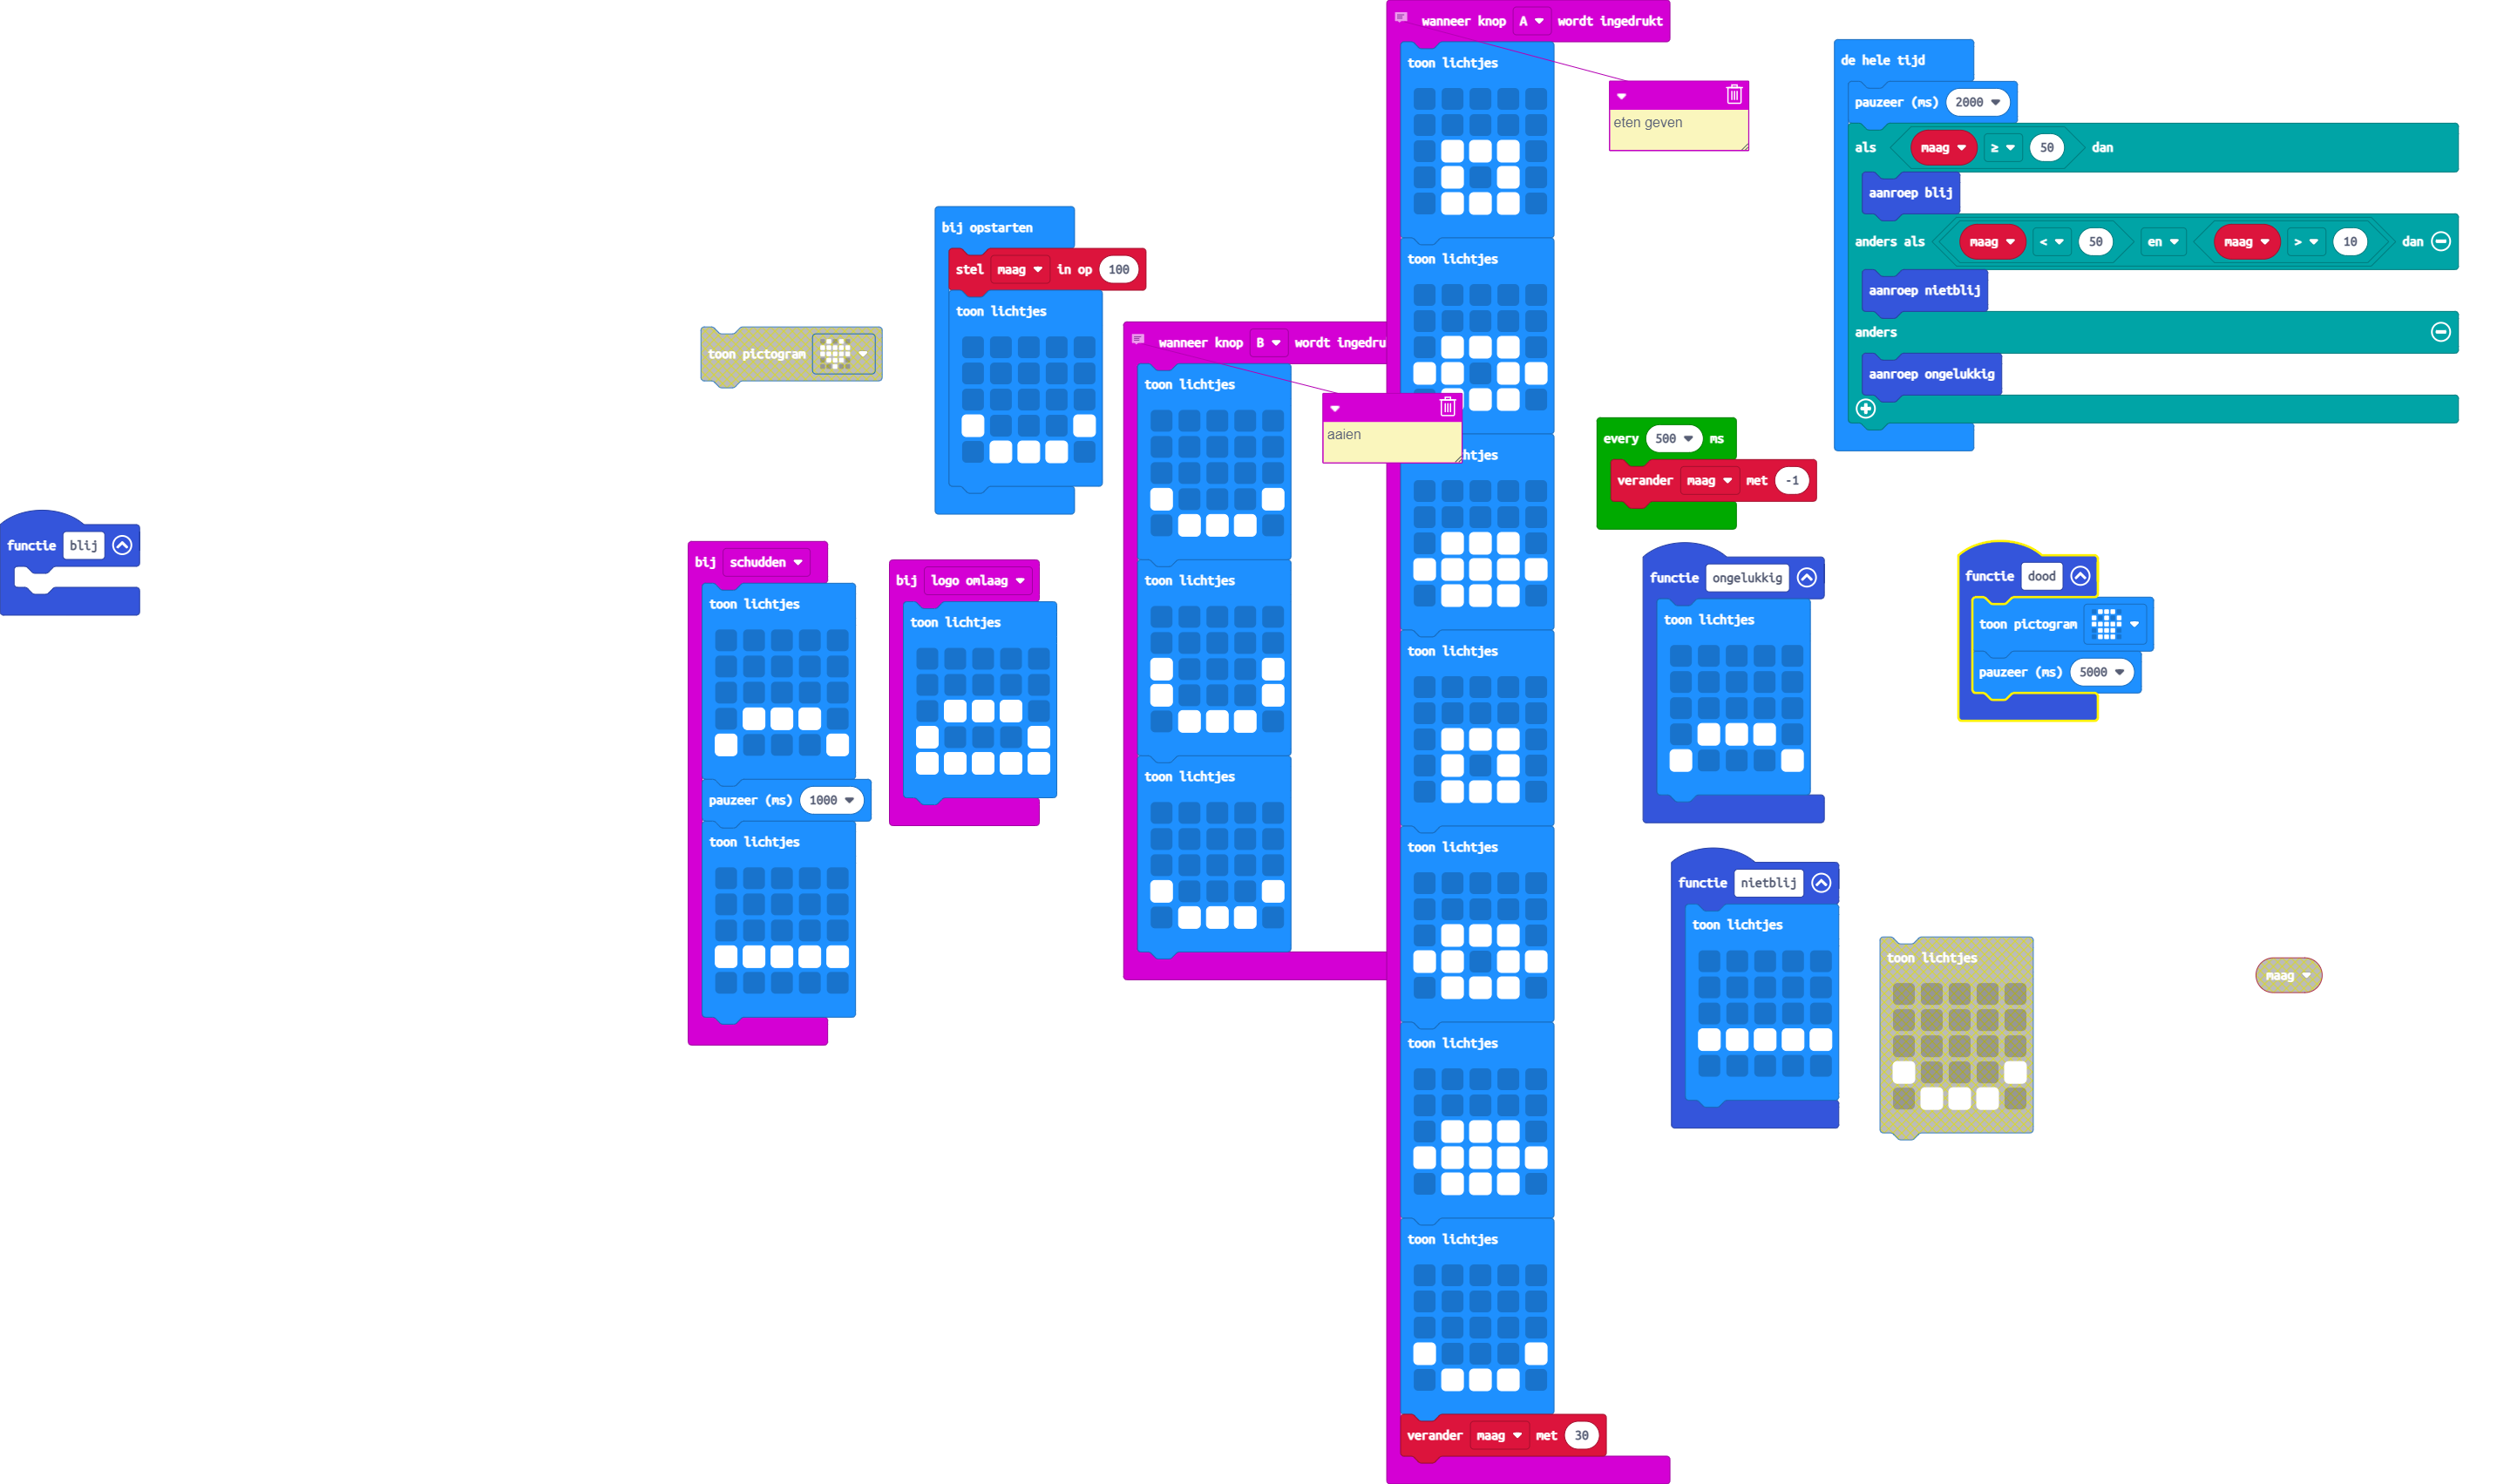 functie blij
toon pictogram
bij opstarten
stel maag in op 100
toon lichtjes
bij schudden
toon lichtjes
pauzeer (ms) 1000
toon lichtjes
bij logo omlaag
toon lichtjes
wanneer knop B wordt ingedru
toon lichtjes
toon lichtjes
toon lichtjes
aaien
wanneer knop A wordt ingedrukt
toon lichtjes
toon lichtjes
htjes
toon lichtjes
toon lichtjes
toon lichtjes
toon lichtjes
verander maag met 30
eten geven
every 500 ms
verander maag met -1
functie ongelukkig
toon lichtjes
functie nietblij
toon lichtjes
de hele tijd
pauzeer (ms) 2000
als maag ≥ 50 dan
aanroep blij
anders als maag < 50 en maag > 10 dan
aanroep nietblij
anders
aanroep ongelukkig
functie dood
toon pictogram
pauzeer (ms) 5000
toon lichtjes
maag